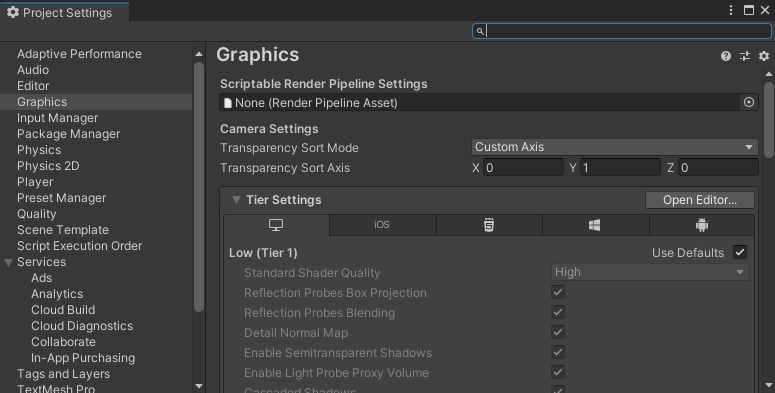 Project Settings
Adaptive Performance
Audio
Editor
Graphics
Input Manager
Package Manager
Physics
Physics 2D
Player
Preset Manager
Quality
Scene Template
Script Execution Order
Services
Ads
Analytics
Cloud Build
Cloud Diagnostics
Collaborate
In-App Purchasing
Tags and Layers
TextMesh Pro
Graphics
Scriptable Render Pipeline Settings
None (Render Pipeline Asset)
Camera Settings
Transparency Sort Mode Custom Axis
Transparency Sort Axis X 0 Y 1 Z 0
Tier Settings Open Editor...
iOS
Low (Tier 1) Use Defaults
Standard Shader Quality High
Reflection Probes Box Projection
Reflection Probes Blending
Detail Normal Map
Enable Semitransparent Shadows
Enable Light Probe Proxy Volume
Cascaded Shadows